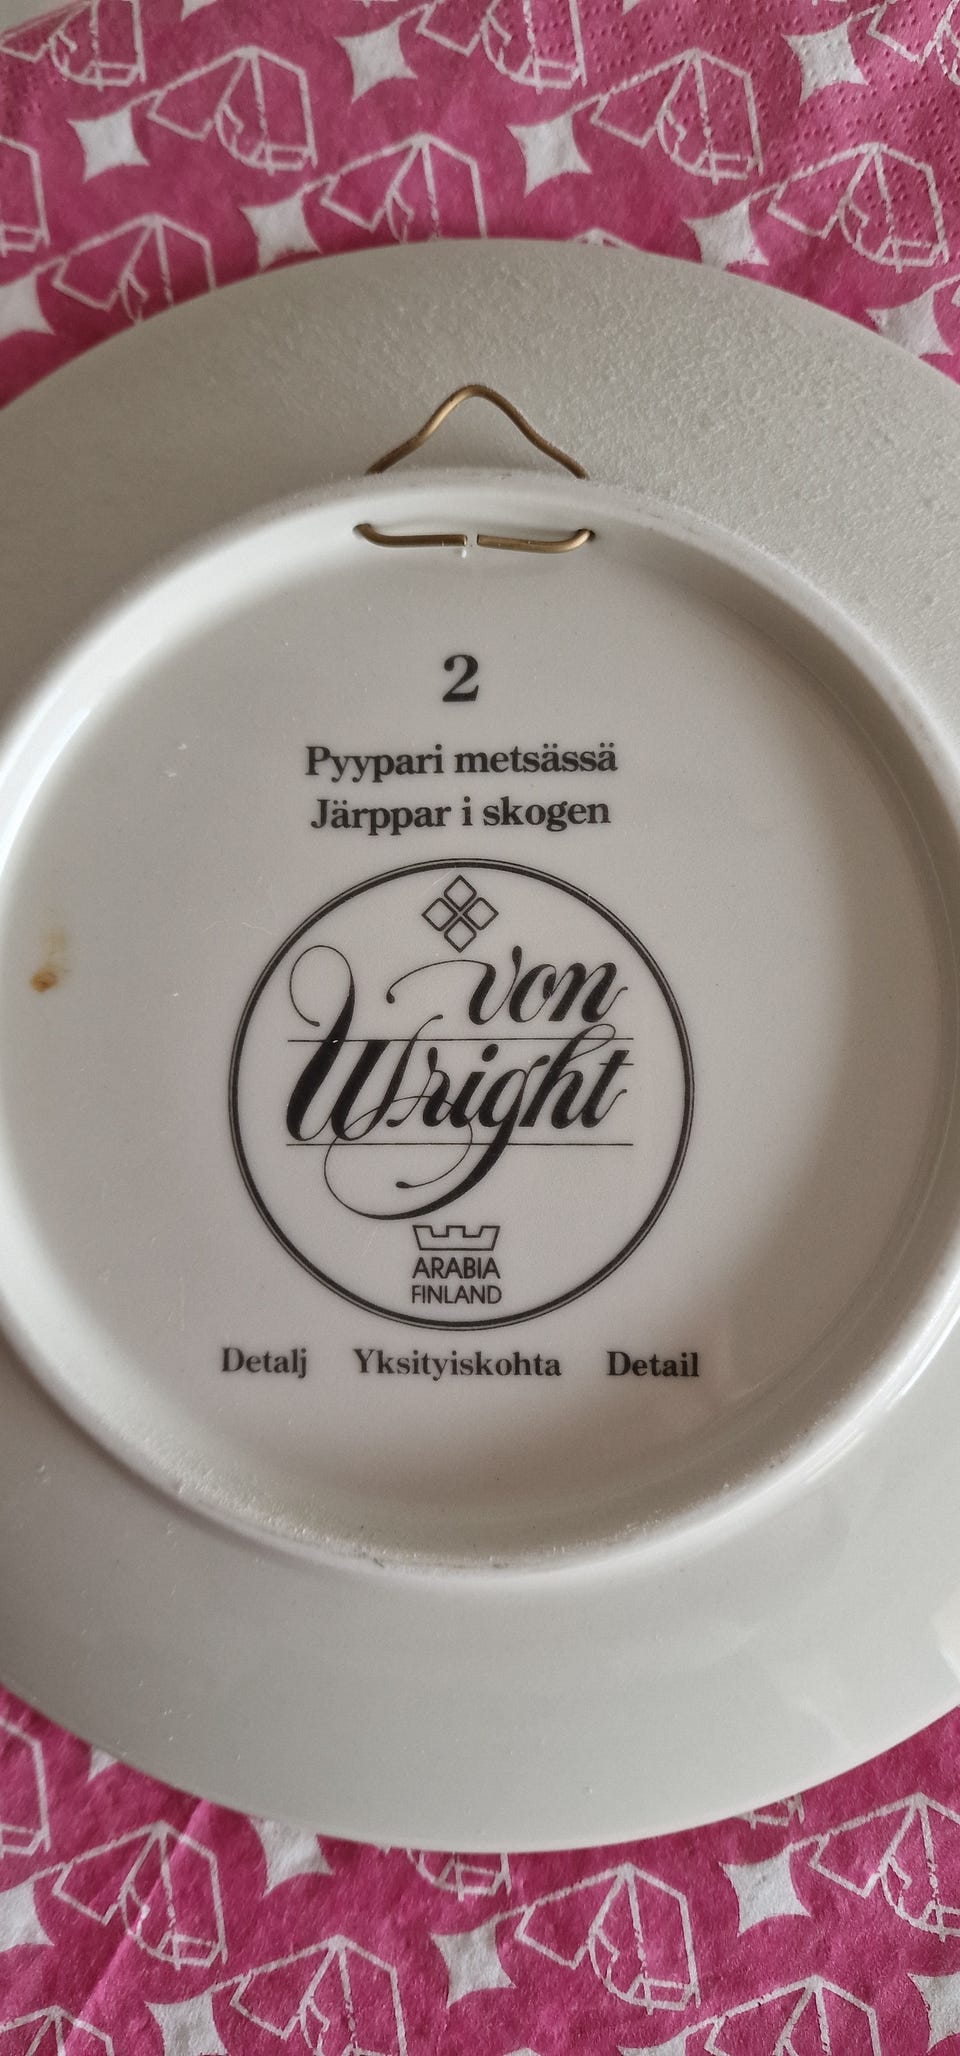 2
Pyypari metsässä
Järppar i skogen
von
Wright
ARABIA
FINLAND
Detalj Yksityiskohta Detail